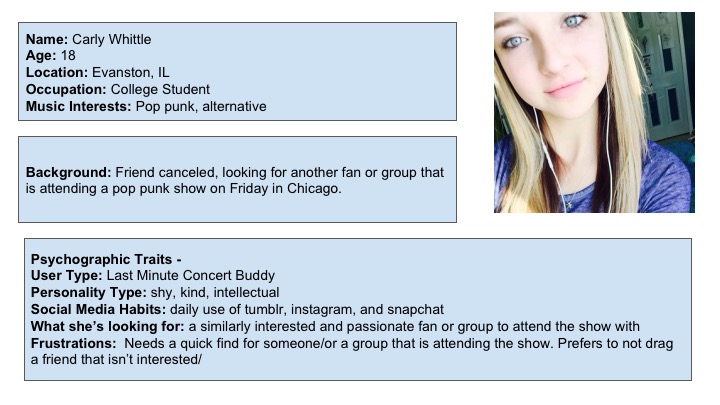 Name: Carly Whittle
Age: 18
Location: Evanston, IL
Occupation: College Student
Music Interests: Pop punk, alternative
Background: Friend canceled, looking for another fan or group that
is attending a pop punk show on Friday in Chicago.
Psychographic Traits -
User Type: Last Minute Concert Buddy
Personality Type: shy, kind, intellectual
Social Media Habits: daily use of tumblr, instagram, and snapchat
What she's looking for: a similarly interested and passionate fan or group to attend the show with
Frustrations:  Needs a quick find for someone/or a group that is attending the show. Prefers to not drag
a friend that isn't interested/